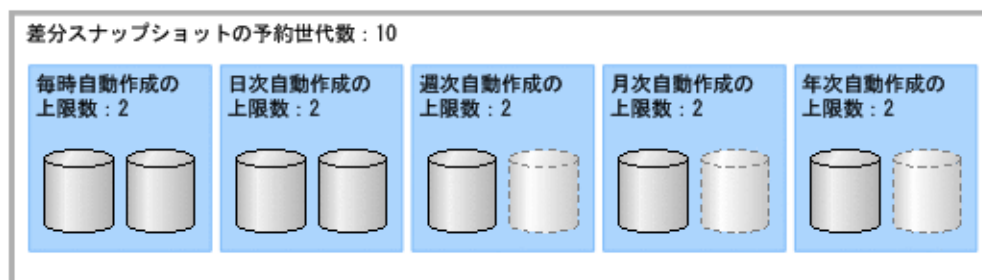 差分スナップショットの予約世代数：10
毎時自動作成の
上限数：2
日次自動作成の
上限数：2
週次自動作成の
上限数：2
月次自動作成の
上限数：2
年次自動作成の
上限数：2